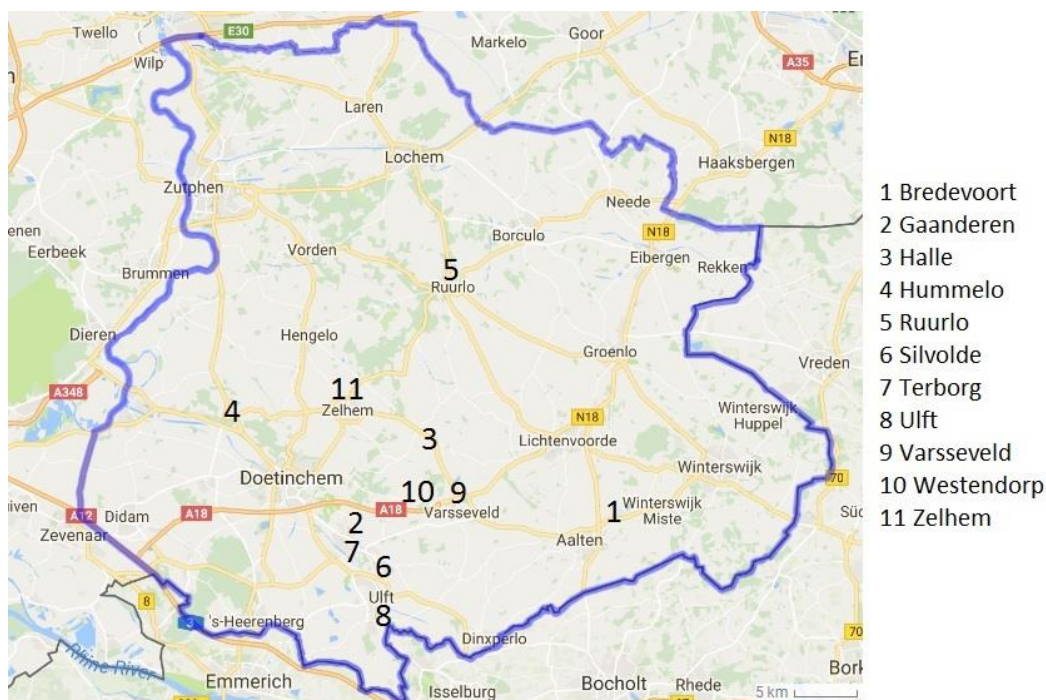 Twello
E30
Markelo
Goor
Wilp
A35
Laren
N18
Lochem
Haaksbergen
Zutphen
Neede
Eerbeek
Vorden
Borculo
N18
Eibergen
Rekken
Brummen
5
Ruurlo
Dieren
Hengelo
Groenlo
Vreden
A348
11
4
Zelhem
Winterswijk
Huppel
3
N18
Lichtenvoorde
Winterswijk
Doetinchem
70
10
9
A18
Varsseveld
1
Winterswijk
Miste
A12
Didam
A18
2
Zevenaar
Aalten
7
6
8
Ulft
3
's-Heerenberg
8
Dinxperlo
70
Rhine River
Emmerich
Isselburg
Bocholt
Rhede
5 km
1 Bredevoort
2 Gaanderen
3 Halle
4 Hummelo
5 Ruurlo
6 Silvolde
7 Terborg
8 Ulft
9 Varsseveld
10 Westendorp
11 Zelhem